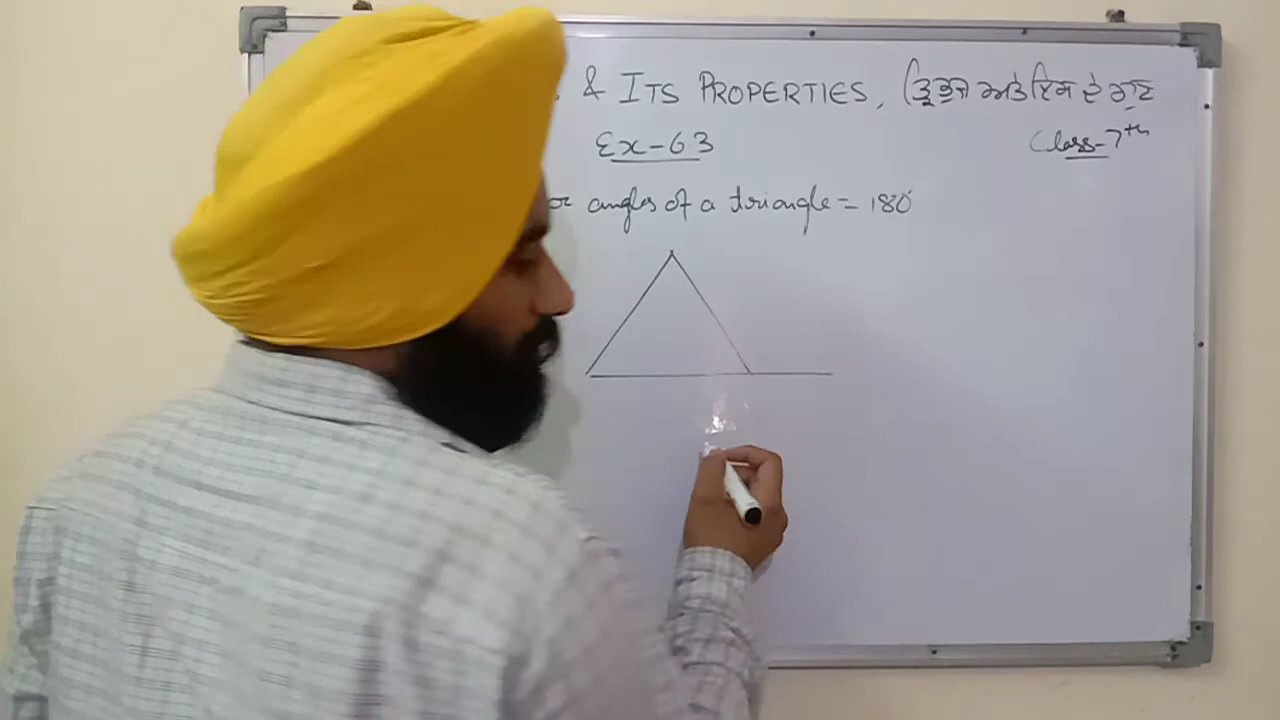 & ITS PROPERTIES, ਤ੍ਰਿਭੁਜ ਅਤੇ ਇਸ ਦੇ ਗੁਣ
Ex-6.3
Class-7th
angles of a triangle = 180°